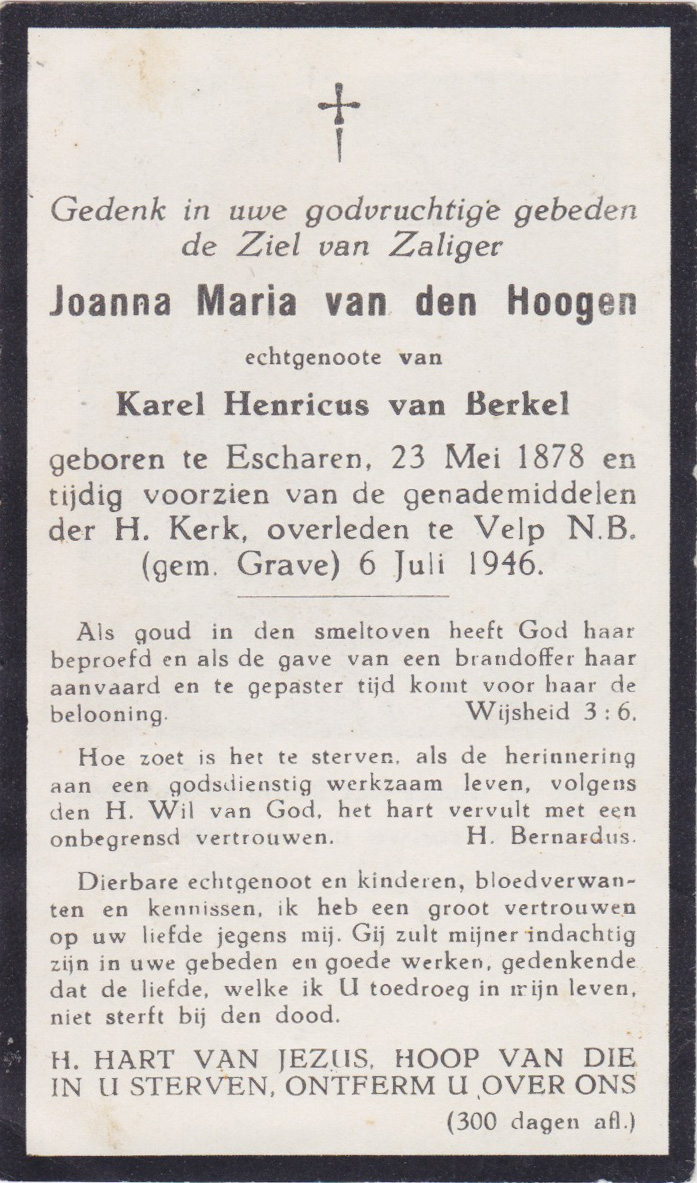 Gedenk in uwe godvruchtige gebeden
de Ziel van Zaliger
Joanna Maria van den Hoogen
echtgenoote van
Karel Henricus van Berkel
geboren te Escharen, 23 Mei 1878 en
tijdig voorzien van de genademiddelen
der H. Kerk, overleden te Velp N.B.
(gem. Grave) 6 Juli 1946.
Als goud in den smeltoven heeft God haar
beproefd en als de gave van een brandoffer haar
aanvaard en te gepaster tijd komt voor haar de
belooning. Wijsheid 3 : 6.
Hoe zoet is het te sterven, als de herinnering
aan een godsdienstig werkzaam leven, volgens
den H. Wil van God, het hart vervult met een
onbegrensd vertrouwen. H. Bernardus.
Dierbare echtgenoot en kinderen, bloedverwan-
ten en kennissen, ik heb een groot vertrouwen
op uw liefde jegens mij. Gij zult mijner indachtig
zijn in uwe gebeden en goede werken, gedenkende
dat de liefde, welke ik U toedroeg in mijn leven,
niet sterft bij den dood.
H. HART VAN JEZUS, HOOP VAN DIE
IN U STERVEN, ONTFERM U OVER ONS
(300 dagen afl.)